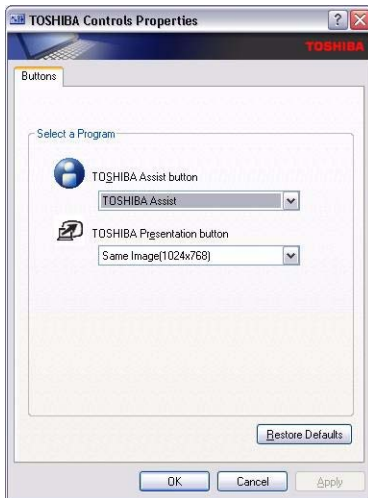 TOSHIBA Controls Properties
TOSHIBA
Buttons
Select a Program
TOSHIBA Assist button
TOSHIBA Assist
TOSHIBA Presentation button
Same Image(1024x768)
Restore Defaults
OK
Cancel
Apply